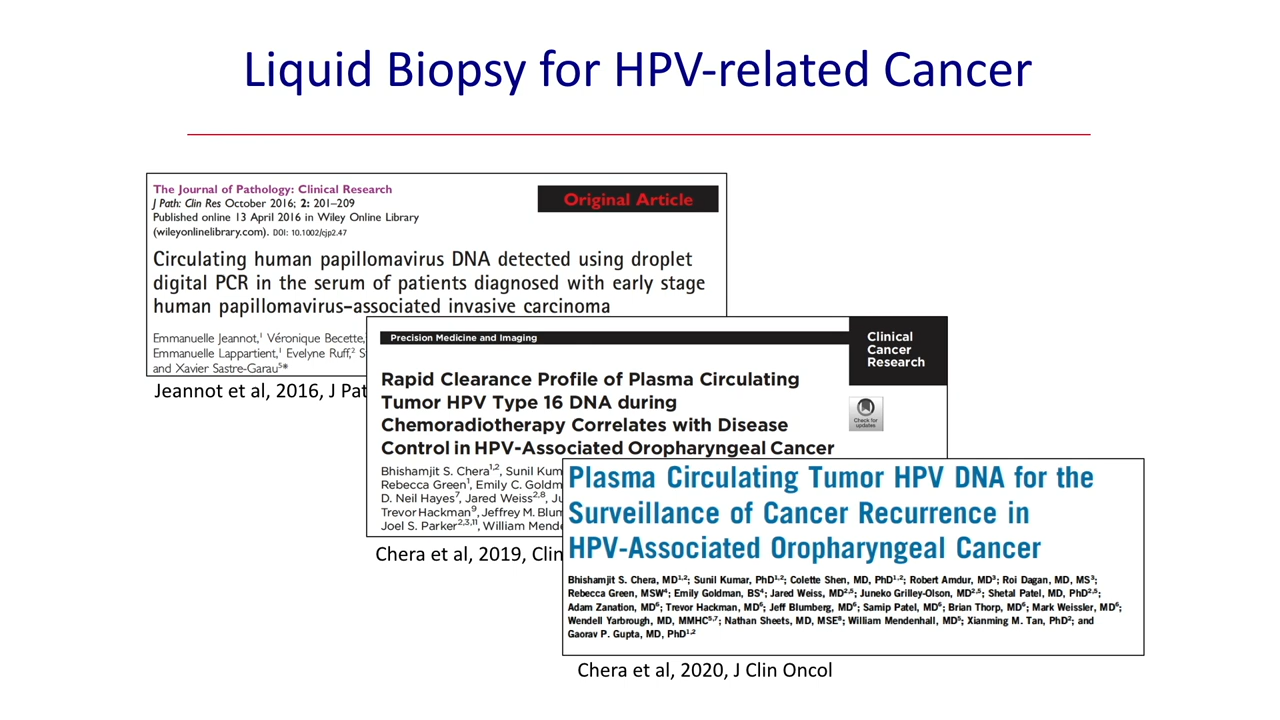 Liquid Biopsy for HPV-related Cancer
The Journal of Pathology: Clinical Research
J Path: Clin Res October 2016; 2: 201–209
Published online 13 April 2016 in Wiley Online Library
(wileyonlinelibrary.com). DOI: 10.1002/cjp2.47
Original Article
Circulating human papillomavirus DNA detected using droplet
digital PCR in the serum of patients diagnosed with early stage
human papillomavirus-associated invasive carcinoma
Emmanuelle Jeannot,¹ Véronique Becette,
Emmanuelle Lappartient,¹ Evelyne Ruff,² S
and Xavier Sastre-Garau⁵*
Jeannot et al, 2016, J Pat
Precision Medicine and Imaging
Clinical
Cancer
Research
Check for
updates
Rapid Clearance Profile of Plasma Circulating
Tumor HPV Type 16 DNA during
Chemoradiotherapy Correlates with Disease
Control in HPV-Associated Oropharyngeal Cancer
Bhishamjit S. Chera¹,², Sunil Kum
Rebecca Green¹, Emily C. Goldm
D. Neil Hayes⁷, Jared Weiss²,⁸, Ju
Trevor Hackman⁹, Jeffrey M. Blum
Joel S. Parker²,³,¹¹, William Mend
Chera et al, 2019, Clin
Plasma Circulating Tumor HPV DNA for the
Surveillance of Cancer Recurrence in
HPV-Associated Oropharyngeal Cancer
Bhishamjit S. Chera, MD¹,²; Sunil Kumar, PhD¹,²; Colette Shen, MD, PhD¹,²; Robert Amdur, MD³; Roi Dagan, MD, MS³;
Rebecca Green, MSW⁴; Emily Goldman, BS⁴; Jared Weiss, MD²,⁵; Juneko Grilley-Olson, MD²,⁵; Shetal Patel, MD, PhD²,⁵;
Adam Zanation, MD⁶; Trevor Hackman, MD⁶; Jeff Blumberg, MD⁶; Samip Patel, MD⁶; Brian Thorp, MD⁶; Mark Weissler, MD⁶;
Wendell Yarbrough, MD, MMHC⁵,⁷; Nathan Sheets, MD, MSE⁸; William Mendenhall, MD³; Xianming M. Tan, PhD²; and
Gaorav P. Gupta, MD, PhD¹,²
Chera et al, 2020, J Clin Oncol